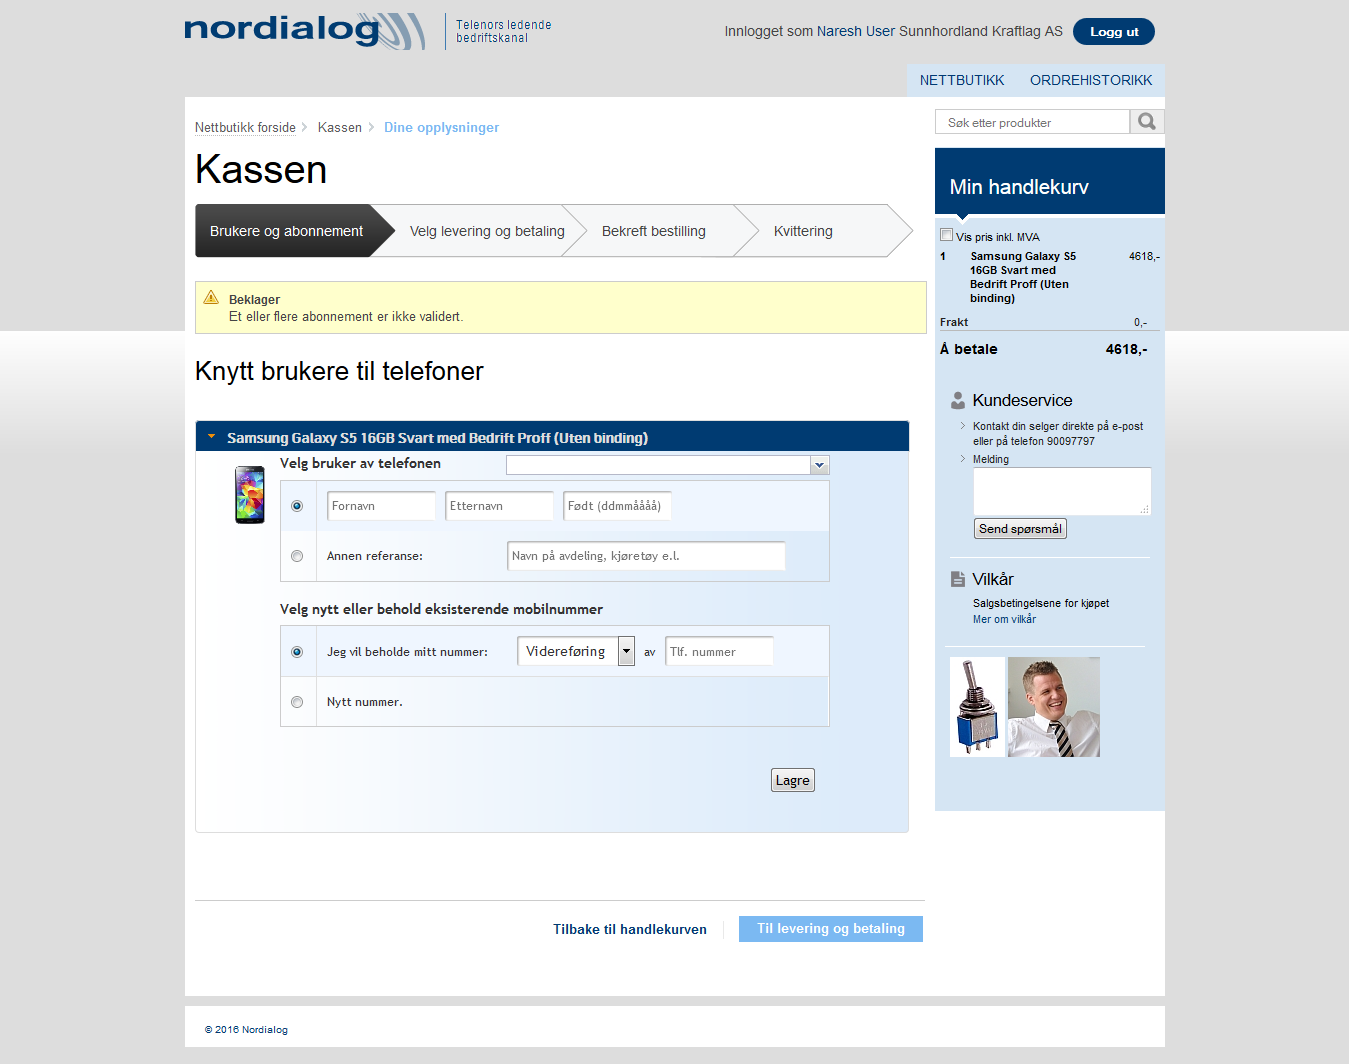 nordialog
Telenors ledende
bedriftskanal
Innlogget som Naresh User Sunnhordland Kraftlag AS
Logg ut
NETTBUTIKK
ORDREHISTORIKK
Nettbutikk forside
Kassen
Dine opplysninger
Kassen
Brukere og abonnement
Velg levering og betaling
Bekreft bestilling
Kvittering
Beklager
Et eller flere abonnement er ikke validert.
Knytt brukere til telefoner
Samsung Galaxy S5 16GB Svart med Bedrift Proff (Uten binding)
Velg bruker av telefonen
Fornavn
Etternavn
Født (ddmmåååå)
Annen referanse:
Navn på avdeling, kjøretøy e.l.
Velg nytt eller behold eksisterende mobilnummer
Jeg vil beholde mitt nummer:
Videreføring
av
Tlf. nummer
Nytt nummer.
Lagre
Tilbake til handlekurven
Til levering og betaling
Søk etter produkter
Min handlekurv
Vis pris inkl. MVA
1
Samsung Galaxy S5
16GB Svart med
Bedrift Proff (Uten
binding)
4618,-
Frakt
0,-
Å betale
4618,-
Kundeservice
Kontakt din selger direkte på e-post
eller på telefon 90097797
Melding
Send spørsmål
Vilkår
Salgsbetingelsene for kjøpet
Mer om vilkår
© 2016 Nordialog